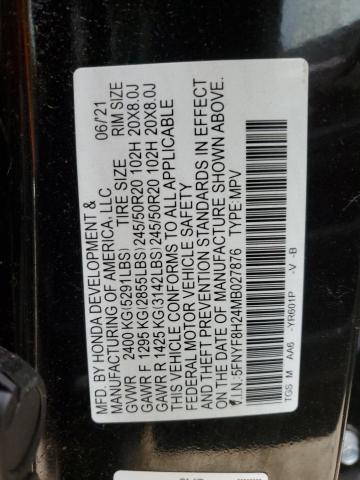 MFD. BY HONDA DEVELOPMENT & 06/21
MANUFACTURING OF AMERICA, LLC
TIRE SIZE RIM SIZE
GVWR 2400 KG(5291LBS)
GAWR F 1295 KG(2855LBS) 245/50R20 102H 20X8.0J
GAWR R 1425 KG(3142LBS) 245/50R20 102H 20X8.0J
THIS VEHICLE CONFORMS TO ALL APPLICABLE
FEDERAL MOTOR VEHICLE SAFETY
AND THEFT PREVENTION STANDARDS IN EFFECT
ON THE DATE OF MANUFACTURE SHOWN ABOVE.
V.I.N.:5FNYF8H24MB027876 TYPE:MPV
TGS M AA6 -YR601P -V -B